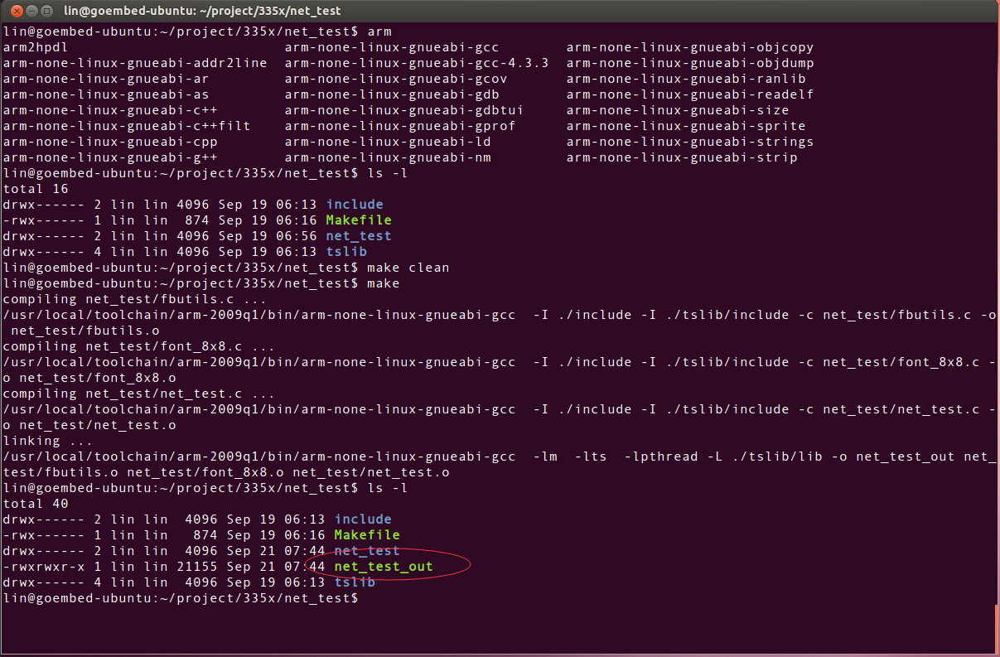 lin@goembed-ubuntu: ~/project/335x/net_test
lin@goembed-ubuntu:~/project/335x/net_test$ arm
arm2hpdl                          arm-none-linux-gnueabi-gcc        arm-none-linux-gnueabi-objcopy
arm-none-linux-gnueabi-addr2line  arm-none-linux-gnueabi-gcc-4.3.3  arm-none-linux-gnueabi-objdump
arm-none-linux-gnueabi-ar         arm-none-linux-gnueabi-gcov       arm-none-linux-gnueabi-ranlib
arm-none-linux-gnueabi-as         arm-none-linux-gnueabi-gdb        arm-none-linux-gnueabi-readelf
arm-none-linux-gnueabi-c++        arm-none-linux-gnueabi-gdbtui     arm-none-linux-gnueabi-size
arm-none-linux-gnueabi-c++filt    arm-none-linux-gnueabi-gprof      arm-none-linux-gnueabi-sprite
arm-none-linux-gnueabi-cpp        arm-none-linux-gnueabi-ld         arm-none-linux-gnueabi-strings
arm-none-linux-gnueabi-g++        arm-none-linux-gnueabi-nm         arm-none-linux-gnueabi-strip
lin@goembed-ubuntu:~/project/335x/net_test$ ls -l
total 16
drwx------ 2 lin lin 4096 Sep 19 06:13 include
-rwx------ 1 lin lin  874 Sep 19 06:16 Makefile
drwx------ 2 lin lin 4096 Sep 19 06:56 net_test
drwx------ 4 lin lin 4096 Sep 19 06:13 tslib
lin@goembed-ubuntu:~/project/335x/net_test$ make clean
lin@goembed-ubuntu:~/project/335x/net_test$ make
compiling net_test/fbutils.c ...
/usr/local/toolchain/arm-2009q1/bin/arm-none-linux-gnueabi-gcc  -I ./include -I ./tslib/include -c net_test/fbutils.c -o
 net_test/fbutils.o
compiling net_test/font_8x8.c ...
/usr/local/toolchain/arm-2009q1/bin/arm-none-linux-gnueabi-gcc  -I ./include -I ./tslib/include -c net_test/font_8x8.c -
o net_test/font_8x8.o
compiling net_test/net_test.c ...
/usr/local/toolchain/arm-2009q1/bin/arm-none-linux-gnueabi-gcc  -I ./include -I ./tslib/include -c net_test/net_test.c -
o net_test/net_test.o
linking ...
/usr/local/toolchain/arm-2009q1/bin/arm-none-linux-gnueabi-gcc  -lm  -lts  -lpthread -L ./tslib/lib -o net_test_out net_
test/fbutils.o net_test/font_8x8.o net_test/net_test.o
lin@goembed-ubuntu:~/project/335x/net_test$ ls -l
total 40
drwx------ 2 lin lin  4096 Sep 19 06:13 include
-rwx------ 1 lin lin   874 Sep 19 06:16 Makefile
drwx------ 2 lin lin  4096 Sep 21 07:44 net_test
-rwxrwxr-x 1 lin lin 21155 Sep 21 07:44 net_test_out
drwx------ 4 lin lin  4096 Sep 19 06:13 tslib
lin@goembed-ubuntu:~/project/335x/net_test$